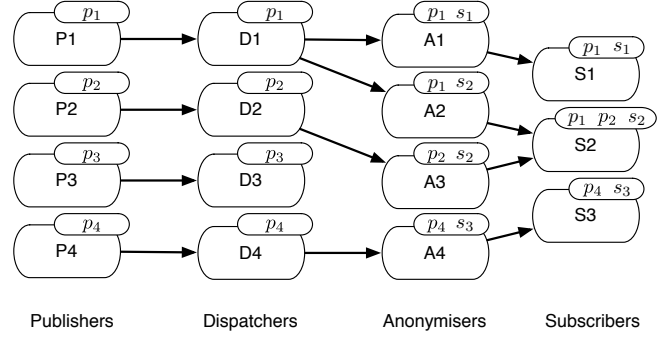 p₁ p₁ p₁ s₁
P1 D1 A1 p₁ s₁
S1
p₂ p₂ p₁ s₂
P2 D2 A2 p₁ p₂ s₂
S2
p₃ p₃ p₂ s₂
P3 D3 A3 p₄ s₃
S3
p₄ p₄ p₄ s₃
P4 D4 A4
Publishers Dispatchers Anonymisers Subscribers